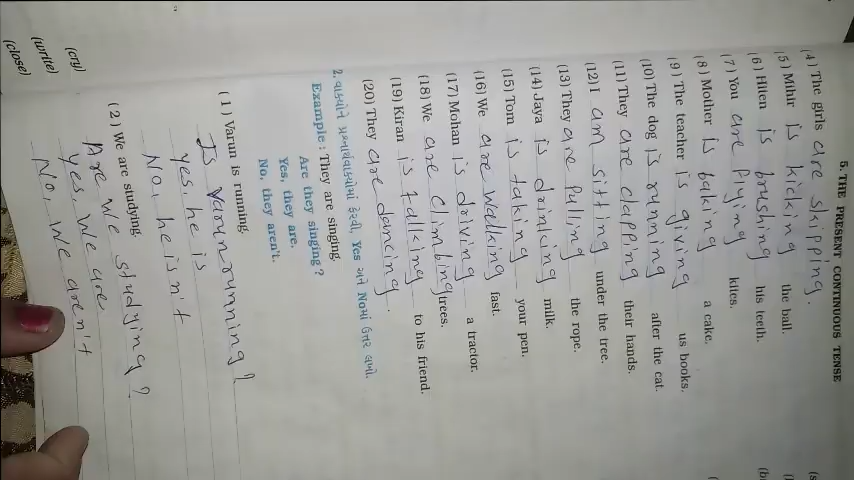 5. THE PRESENT CONTINUOUS TENSE
(4) The girls are skipping.
(5) Mihir is kicking the ball.
(6) Hilen is brushing his teeth.
(7) You are flying kites.
(8) Mother is baking a cake.
(9) The teacher is giving us books.
(10) The dog is running after the cat.
(11) They are clapping their hands.
(12) I am sitting under the tree.
(13) They are Pulling the rope.
(14) Jaya is drinking milk.
(15) Tom is taking your pen.
(16) We are walking fast.
(17) Mohan is driving a tractor.
(18) We are climbing trees.
(19) Kiran is talking to his friend.
(20) They are dancing.
2. વાક્યોને પ્રશ્નાર્થવાક્યોમાં ફેરવી, Yes અને Noમાં ઉત્તર લખો.
Example : They are singing.
Are they singing ?
Yes, they are.
No, they aren't.
(1) Varun is running.
Is Varun running?
Yes, he is
No, he isn't
(2) We are studying.
Are we studying?
Yes, we are
No, we aren't
(cry)
(write)
(close)